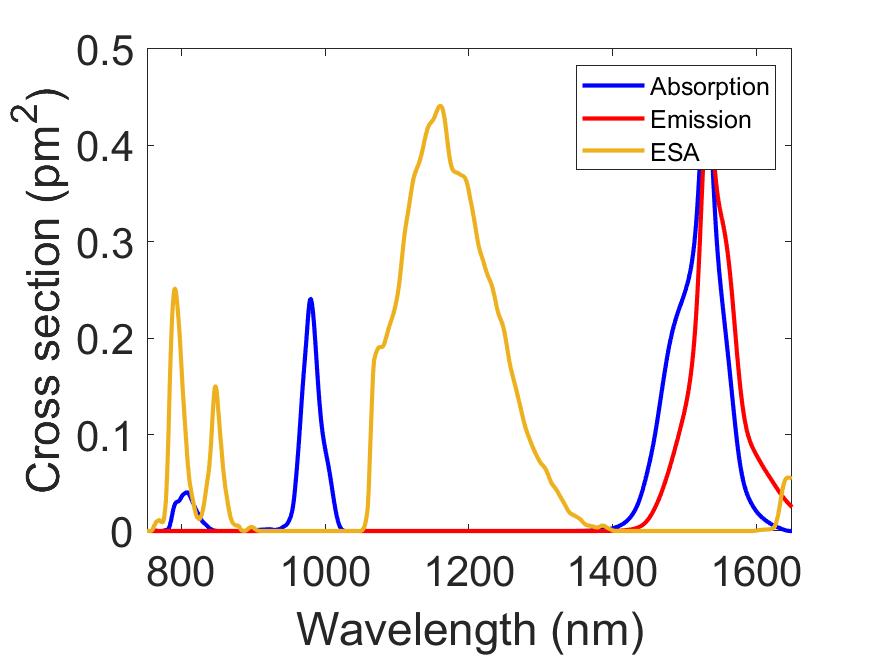 0.5
0.4
0.3
0.2
0.1
0
Cross section (pm2)
Absorption
Emission
ESA
800 1000 1200 1400 1600
Wavelength (nm)